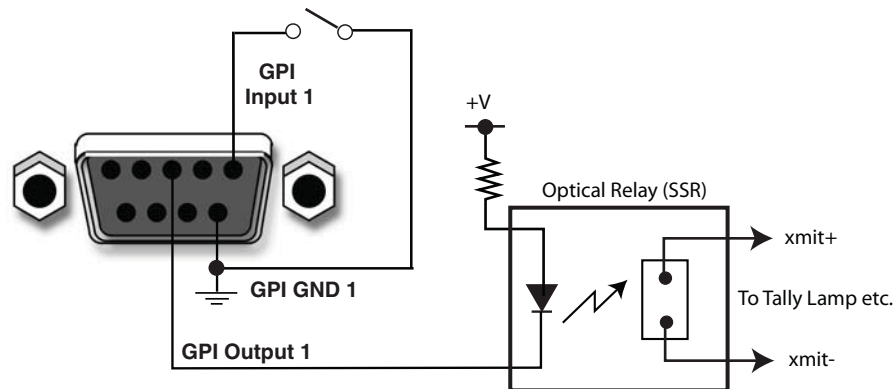 GPI
Input 1
+V
Optical Relay (SSR)
xmit+
GPI GND 1
To Tally Lamp etc.
GPI Output 1
xmit-